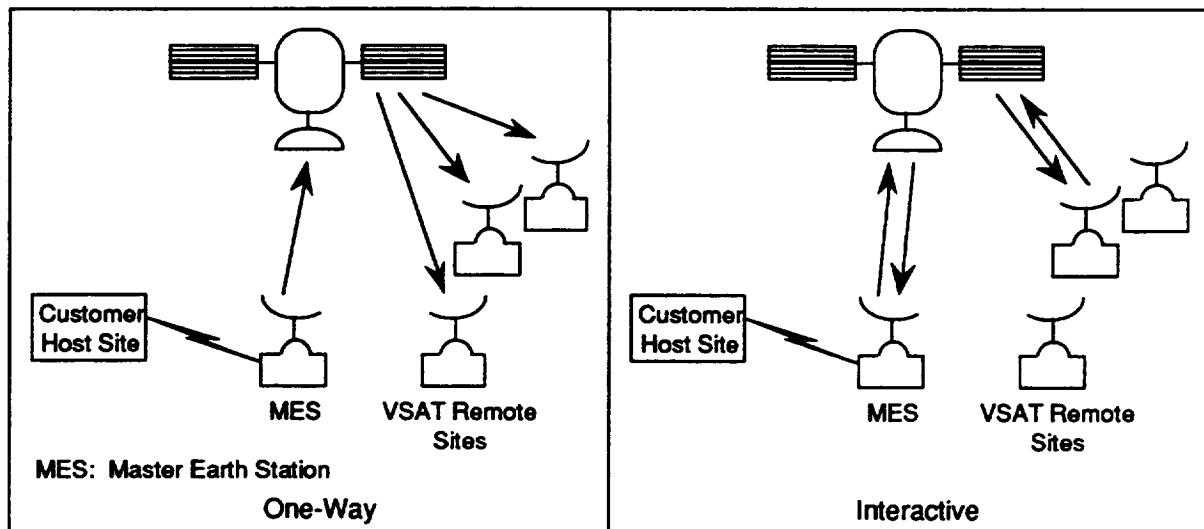 Customer
Host Site
MES
VSAT Remote
Sites
MES: Master Earth Station
One-Way
Customer
Host Site
MES
VSAT Remote
Sites
Interactive